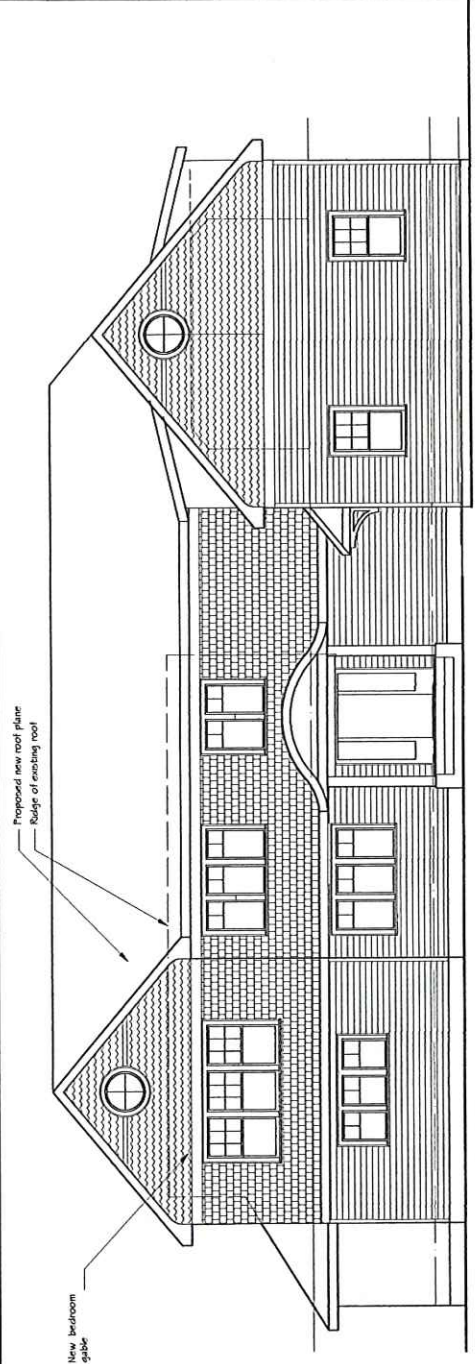 Proposed new roof plane
Ridge of existing roof
New bedroom
gable